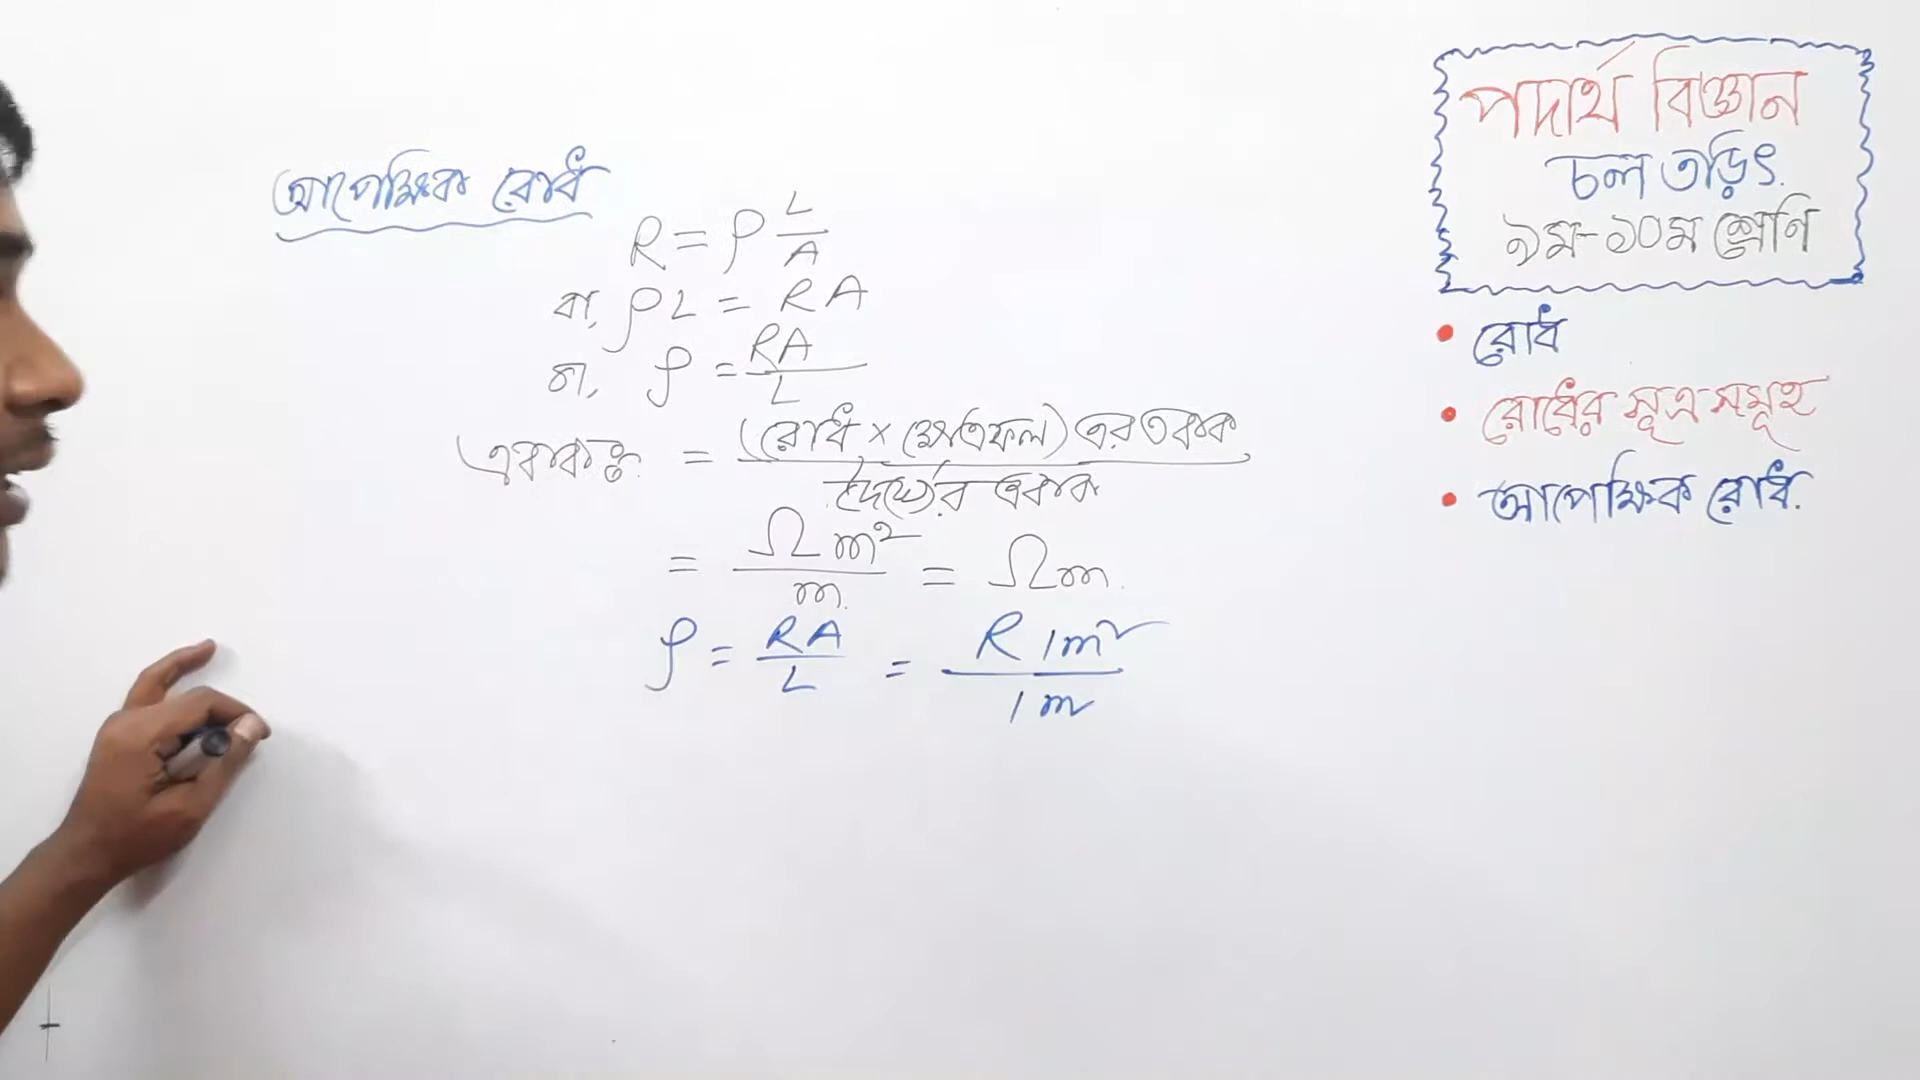 আপেক্ষিক রোধ
R = ρ L/A
বা, ρL = RA
বা, ρ = RA/L
একক = (রোধ × ক্ষেত্রফল) এর একক / দৈর্ঘ্যের একক
= Ωm²/m = Ωm.
ρ = RA/L = R 1m²/1m
পদার্থ বিজ্ঞান
চল তড়িৎ
৯ম-১০ম শ্রেণি
• রোধ
• রোধের সূত্র সমূহ
• আপেক্ষিক রোধ.